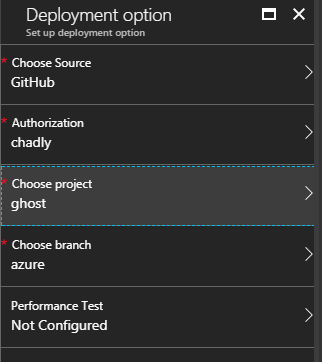 Deployment option
Set up deployment option
* Choose Source
GitHub
* Authorization
chadly
* Choose project
ghost
* Choose branch
azure
Performance Test
Not Configured